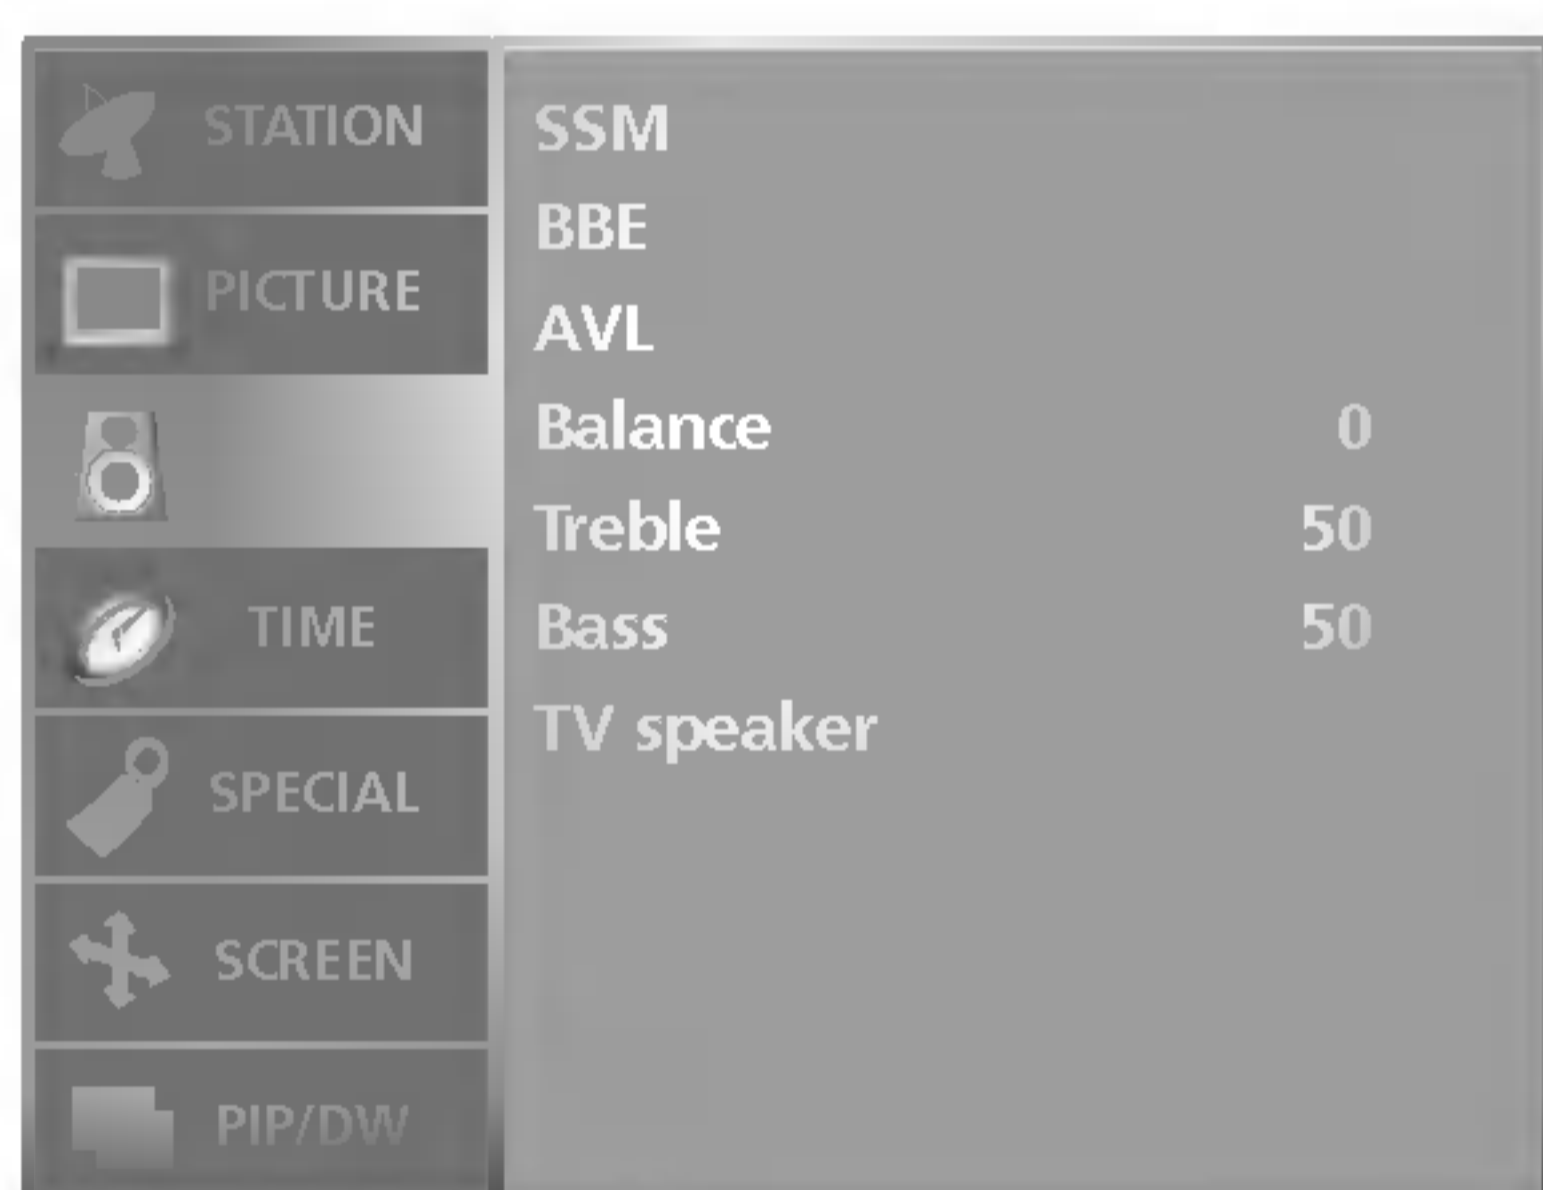 STATION
PICTURE
TIME
SPECIAL
SCREEN
PIP/DW
SSM
BBE
AVL
Balance 0
Treble 50
Bass 50
TV speaker